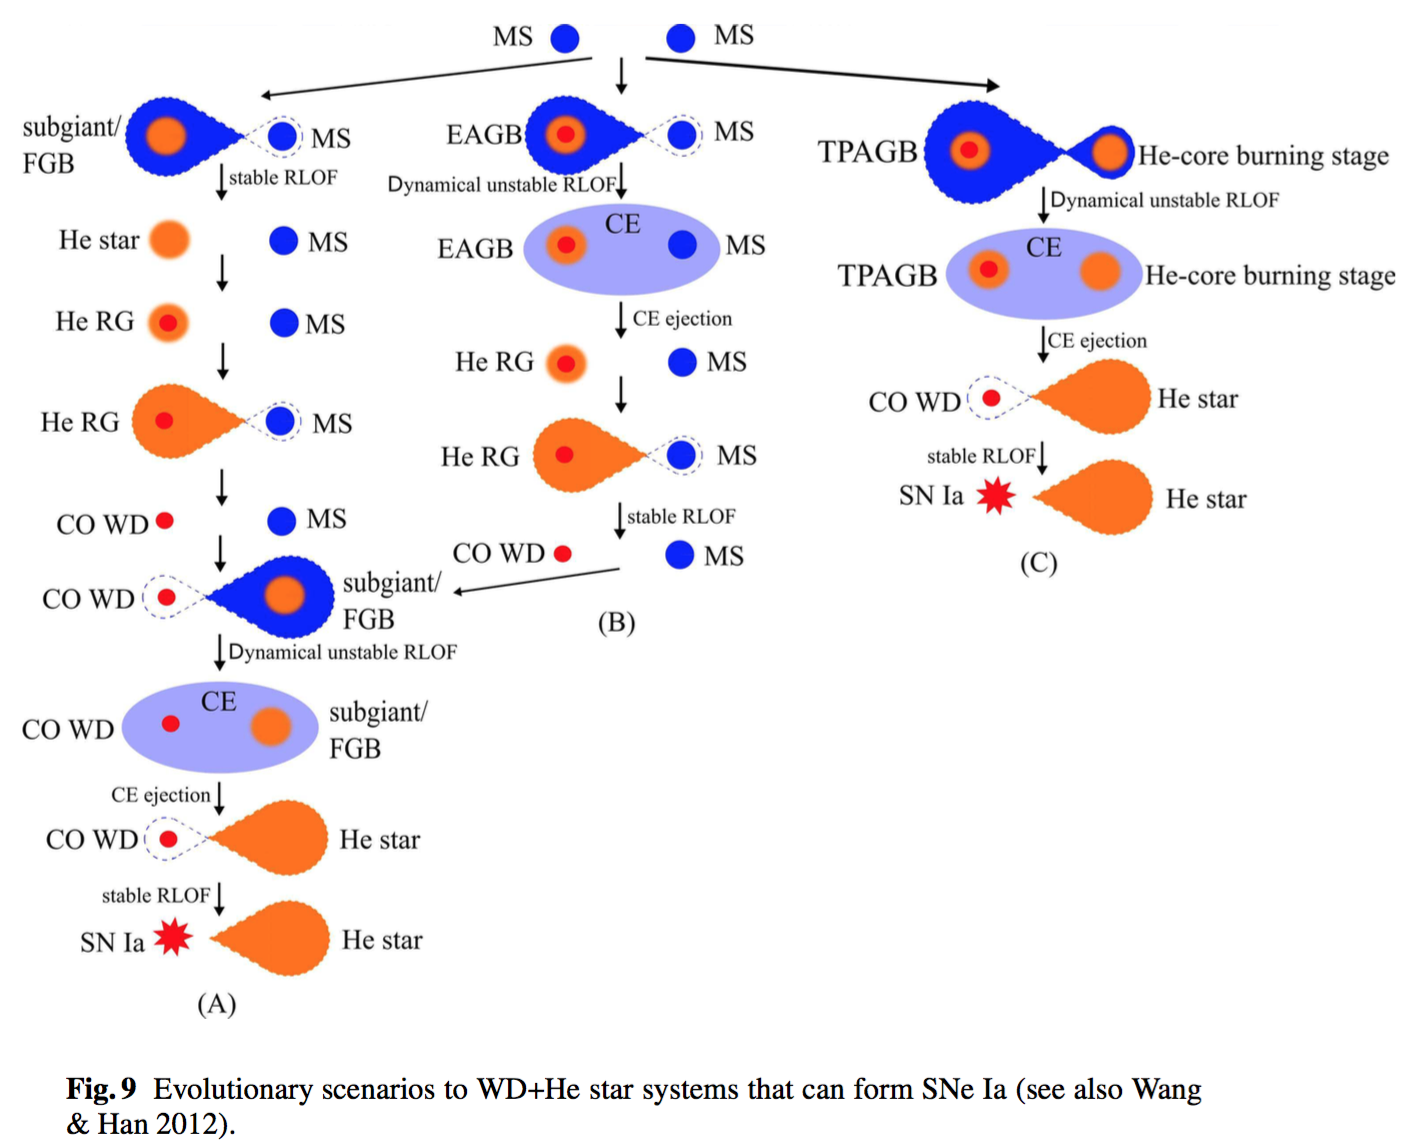 MS
MS
subgiant/
FGB
MS
stable RLOF
He star
MS
He RG
MS
He RG
MS
CO WD
MS
CO WD
subgiant/
FGB
Dynamical unstable RLOF
CE
CO WD
subgiant/
FGB
CE ejection
CO WD
He star
stable RLOF
SN Ia
He star
(A)
EAGB
MS
Dynamical unstable RLOF
CE
EAGB
MS
CE ejection
He RG
MS
He RG
MS
stable RLOF
CO WD
MS
(B)
TPAGB
He-core burning stage
Dynamical unstable RLOF
CE
TPAGB
He-core burning stage
CE ejection
CO WD
He star
stable RLOF
SN Ia
He star
(C)
Fig. 9 Evolutionary scenarios to WD+He star systems that can form SNe Ia (see also Wang
& Han 2012).